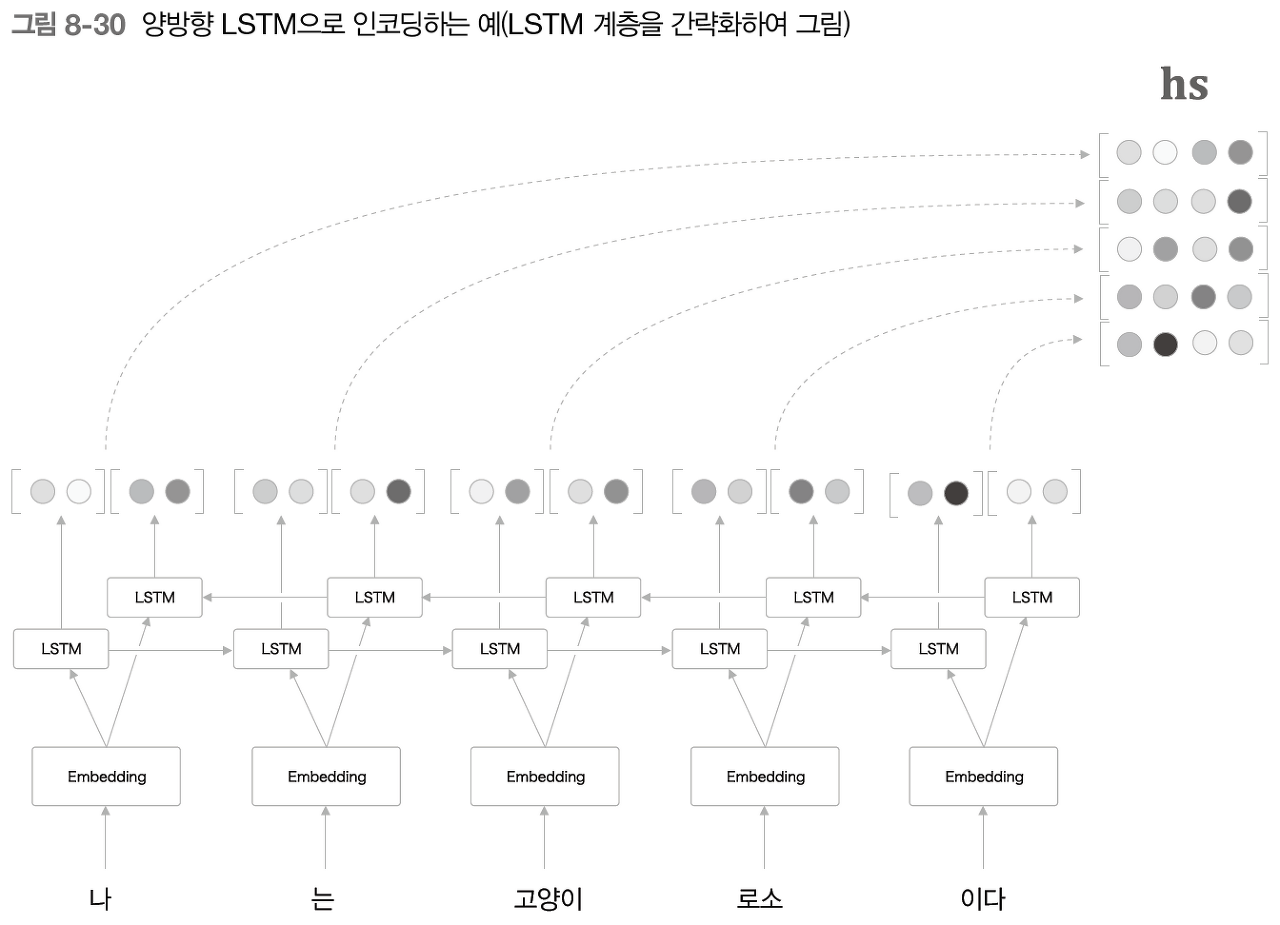 그림 8-30 양방향 LSTM으로 인코딩하는 예(LSTM 계층을 간략화하여 그림)
hs
LSTM LSTM LSTM LSTM LSTM
LSTM LSTM LSTM LSTM LSTM
Embedding Embedding Embedding Embedding Embedding
나 는 고양이 로소 이다